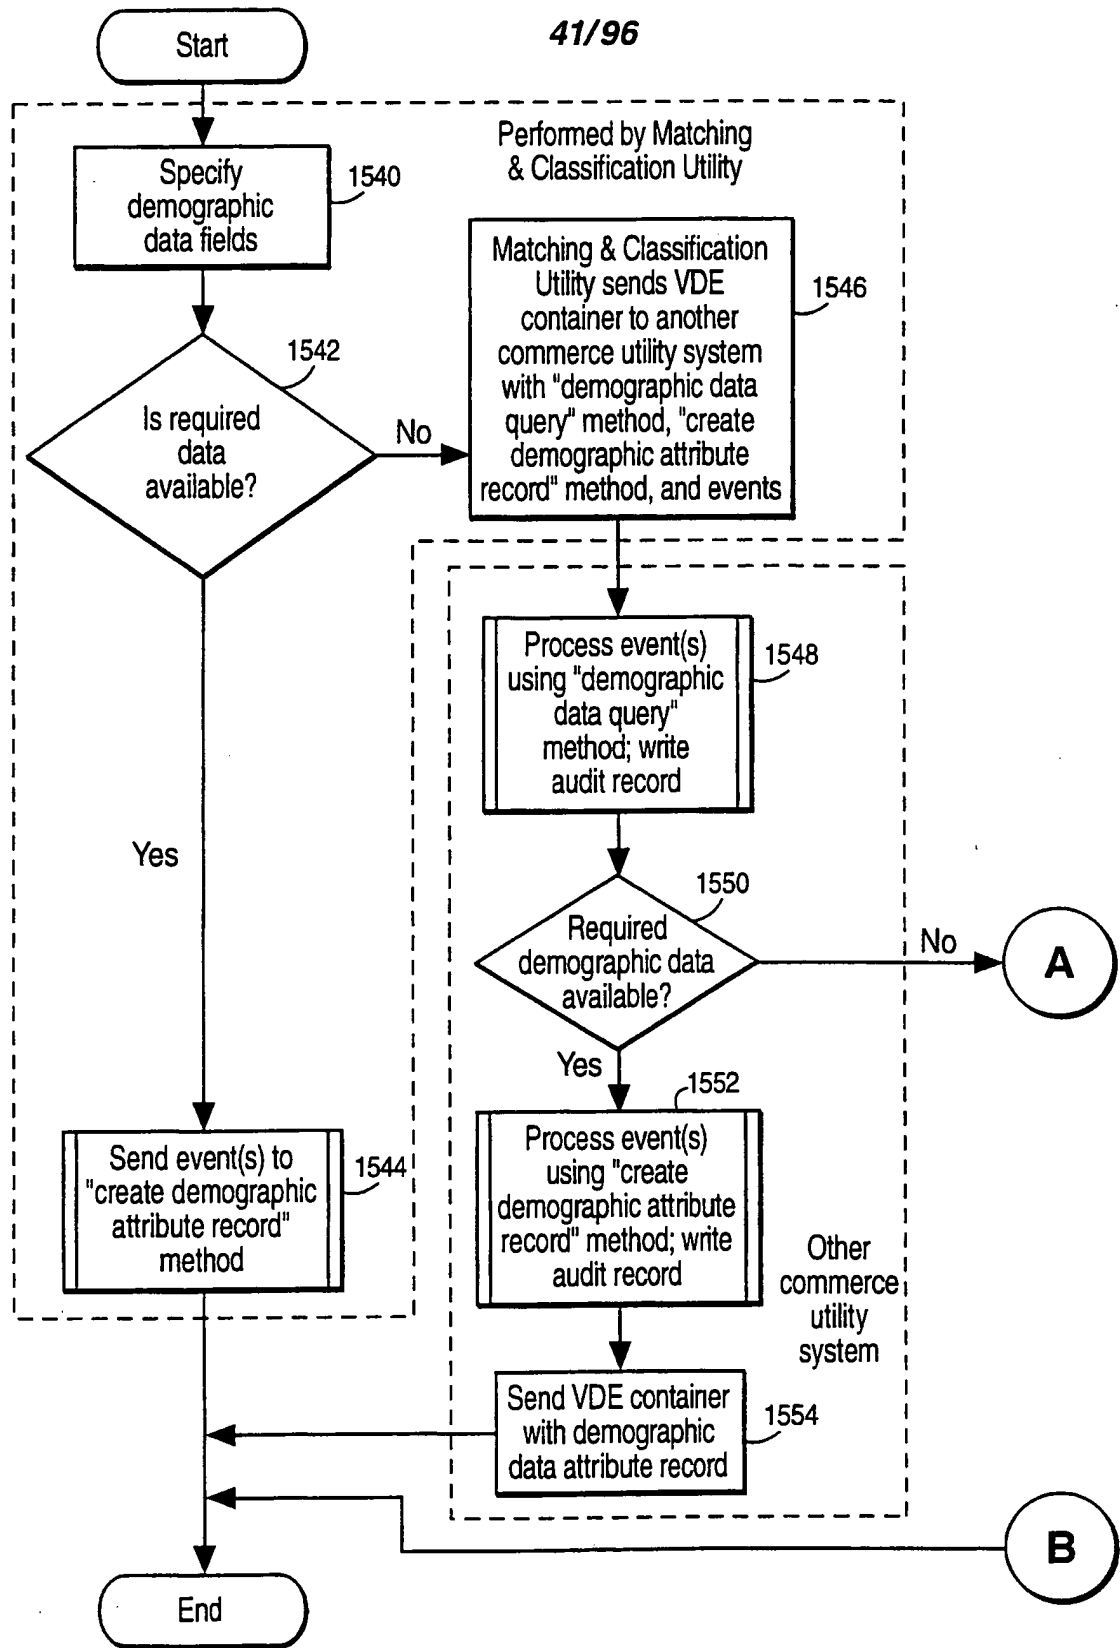 41/96
Start
Performed by Matching
& Classification Utility
Specify
demographic
data fields
1540
Matching & Classification
Utility sends VDE
container to another
commerce utility system
with "demographic data
query" method, "create
demographic attribute
record" method, and events
1546
1542
Is required
data
available?
No
Process event(s)
using "demographic
data query"
method; write
audit record
1548
Yes
1550
Required
demographic data
available?
No
A
Yes
1552
Process event(s)
using "create
demographic attribute
record" method; write
audit record
Send event(s) to
"create demographic
attribute record"
method
1544
Other
commerce
utility
system
Send VDE container
with demographic
data attribute record
1554
B
End